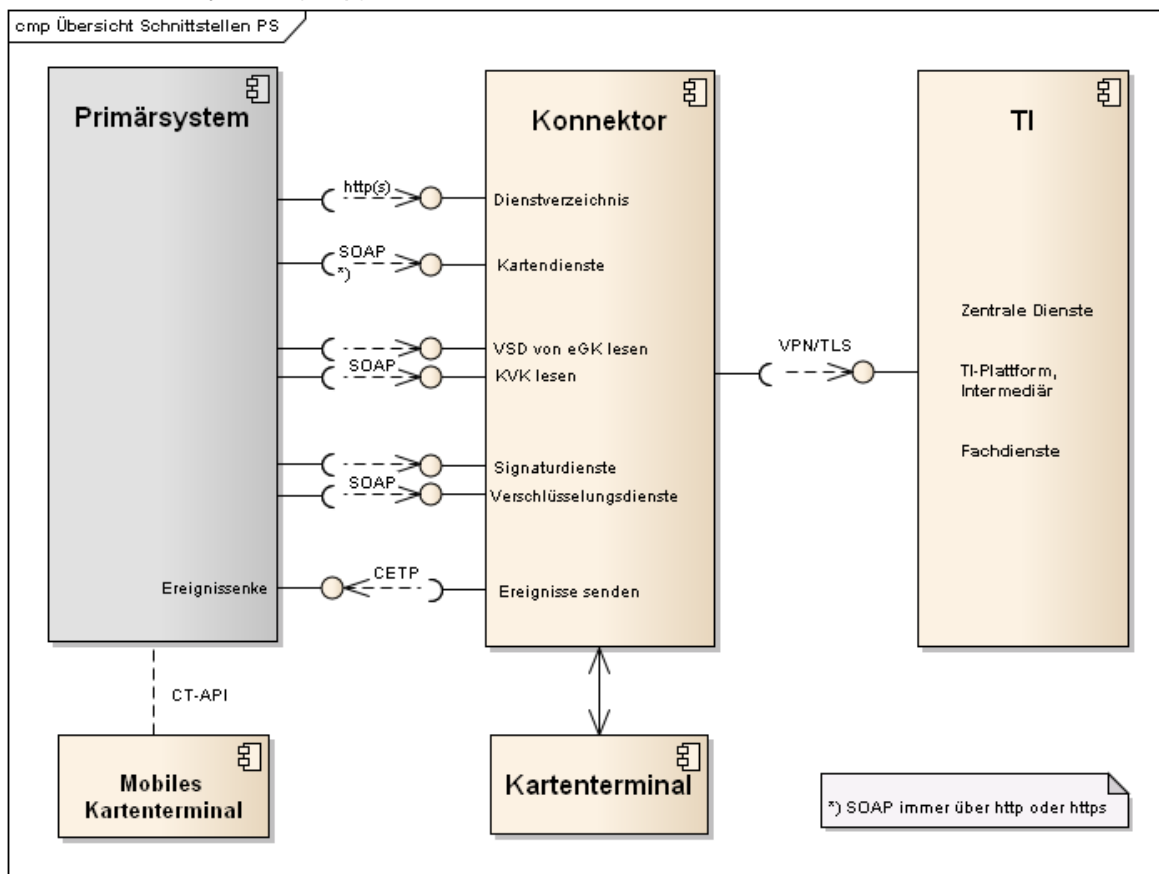 cmp Übersicht Schnittstellen PS
Primärsystem
Konnektor
TI
http(s)
Dienstverzeichnis
SOAP
*)
Kartendienste
Zentrale Dienste
VSD von eGK lesen
SOAP
KVK lesen
VPN/TLS
TI-Plattform,
Intermediär
Fachdienste
Signaturdienste
SOAP
Verschlüsselungsdienste
Ereignissenke
CETP
Ereignisse senden
CT-API
Mobiles
Kartenterminal
Kartenterminal
*) SOAP immer über http oder https